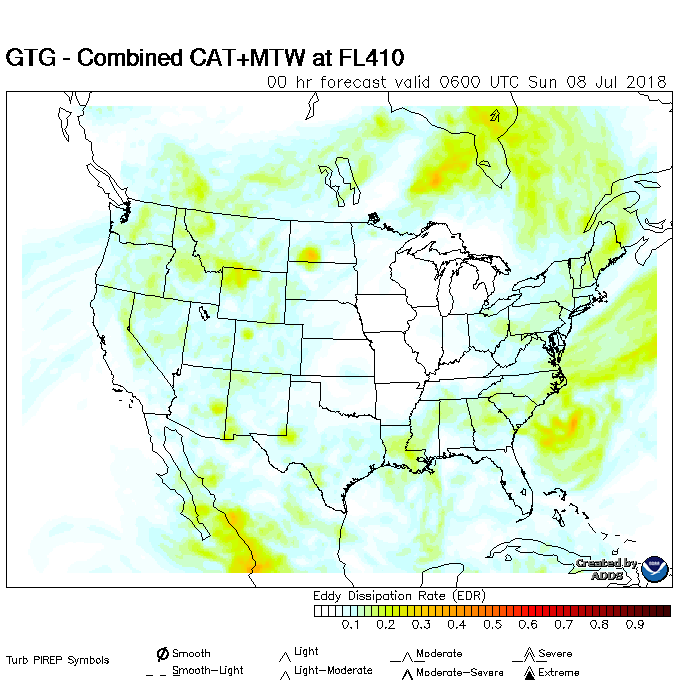 GTG - Combined CAT+MTW at FL410
00 hr forecast valid 0600 UTC Sun 08 Jul 2018
Created by
ADDS
Eddy Dissipation Rate (EDR)
0.1 0.2 0.3 0.4 0.5 0.6 0.7 0.8 0.9
Turb PIREP Symbols
Smooth Light Moderate Severe
Smooth-Light Light-Moderate Moderate-Severe Extreme